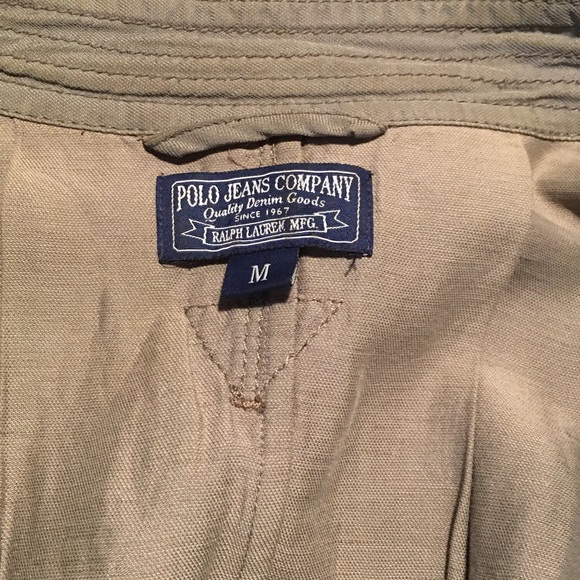 POLO JEANS COMPANY
Quality Denim Goods
SINCE 1967
RALPH LAUREN MFG.
M